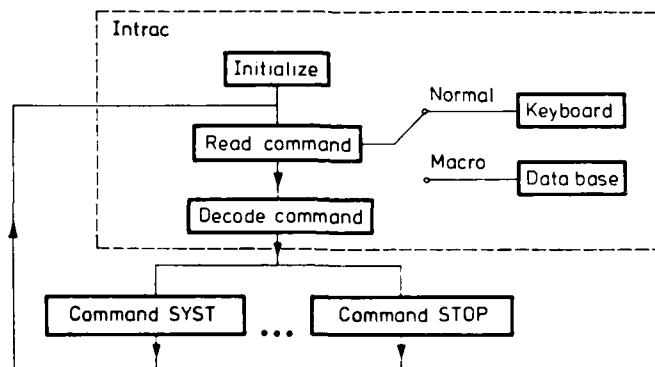 Intrac
Initialize
Normal
Keyboard
Read command
Macro
Data base
Decode command
Command SYST
•••
Command STOP